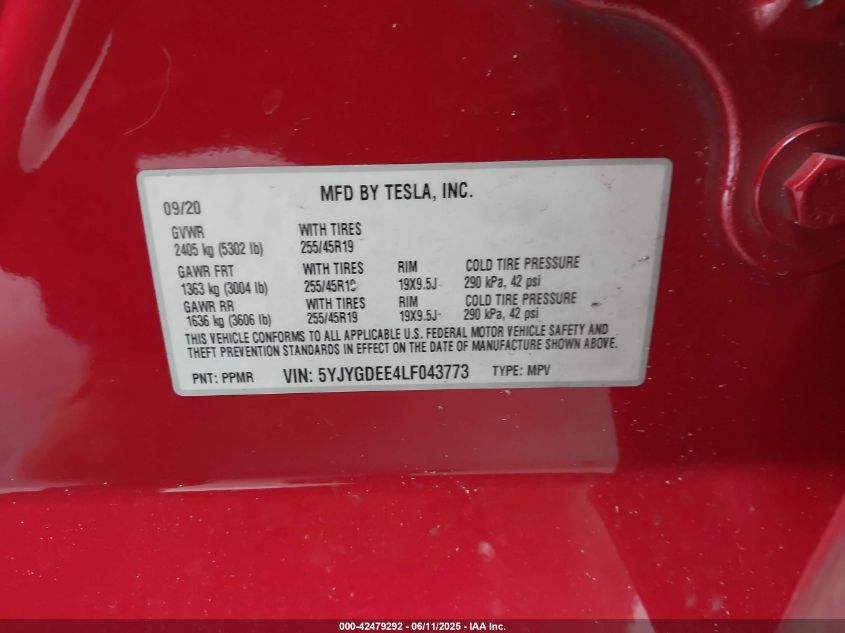 MFD BY TESLA, INC.
09/20
GVWR WITH TIRES
2405 kg (5302 lb) 255/45R19
GAWR FRT WITH TIRES RIM COLD TIRE PRESSURE
1363 kg (3004 lb) 255/45R19 19X9.5J 290 kPa, 42 psi
GAWR RR WITH TIRES RIM COLD TIRE PRESSURE
1636 kg (3606 lb) 255/45R19 19X9.5J 290 kPa, 42 psi
THIS VEHICLE CONFORMS TO ALL APPLICABLE U.S. FEDERAL MOTOR VEHICLE SAFETY AND
THEFT PREVENTION STANDARDS IN EFFECT ON THE DATE OF MANUFACTURE SHOWN ABOVE.
PNT: PPMR VIN: 5YJYGDEE4LF043773 TYPE: MPV
000-42479292 - 06/11/2025 - IAA Inc.